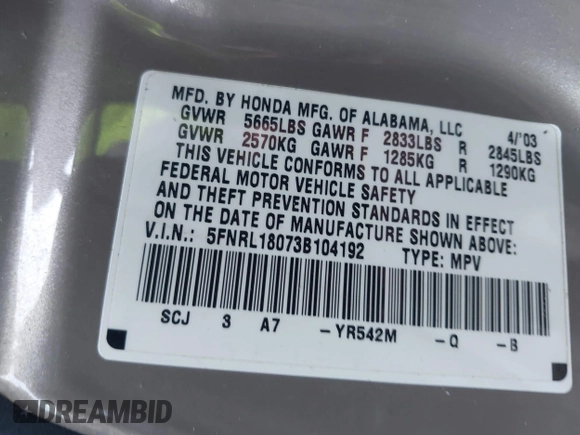 MFD. BY HONDA MFG. OF ALABAMA, LLC 4/'03
GVWR 5665LBS GAWR F 2833LBS R 2845LBS
GVWR 2570KG GAWR F 1285KG R 1290KG
THIS VEHICLE CONFORMS TO ALL APPLICABLE
FEDERAL MOTOR VEHICLE SAFETY
AND THEFT PREVENTION STANDARDS IN EFFECT
ON THE DATE OF MANUFACTURE SHOWN ABOVE:
V.I.N.: 5FNRL18073B104192 TYPE: MPV
SCJ 3 A7 -YR542M -Q -B
DREAMBID